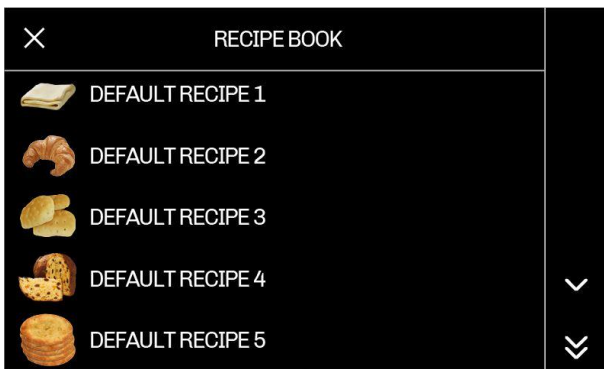 RECIPE BOOK
DEFAULT RECIPE 1
DEFAULT RECIPE 2
DEFAULT RECIPE 3
DEFAULT RECIPE 4
DEFAULT RECIPE 5